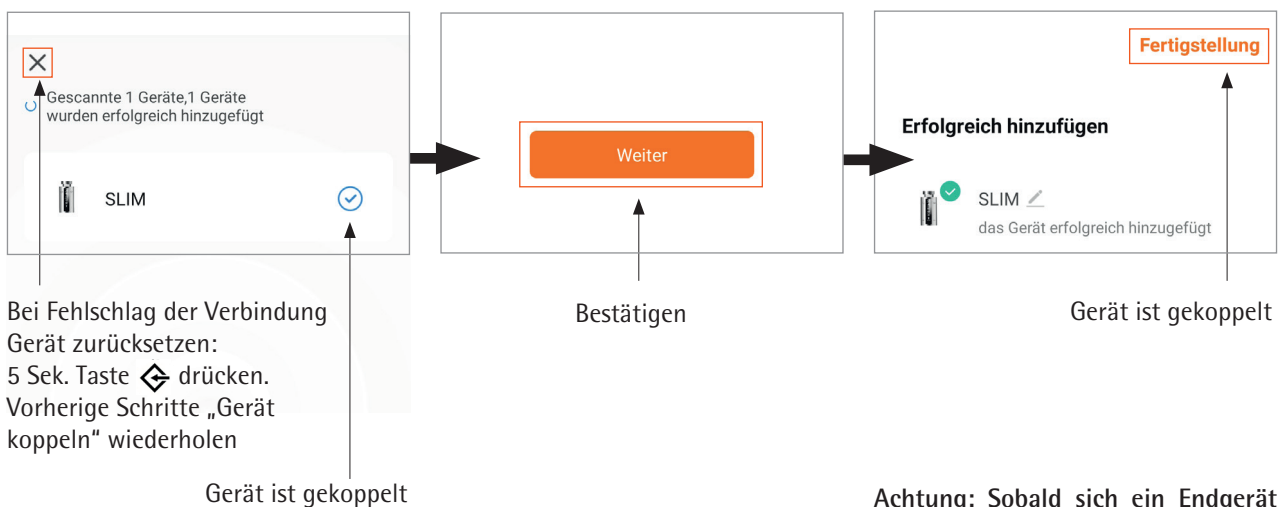 Gescannte 1 Geräte,1 Geräte
wurden erfolgreich hinzugefügt
SLIM
Bei Fehlschlag der Verbindung
Gerät zurücksetzen:
5 Sek. Taste drücken.
Vorherige Schritte „Gerät
koppeln“ wiederholen
Gerät ist gekoppelt
Weiter
Bestätigen
Fertigstellung
Erfolgreich hinzufügen
SLIM
das Gerät erfolgreich hinzugefügt
Gerät ist gekoppelt
Achtung: Sobald sich ein Endgerät